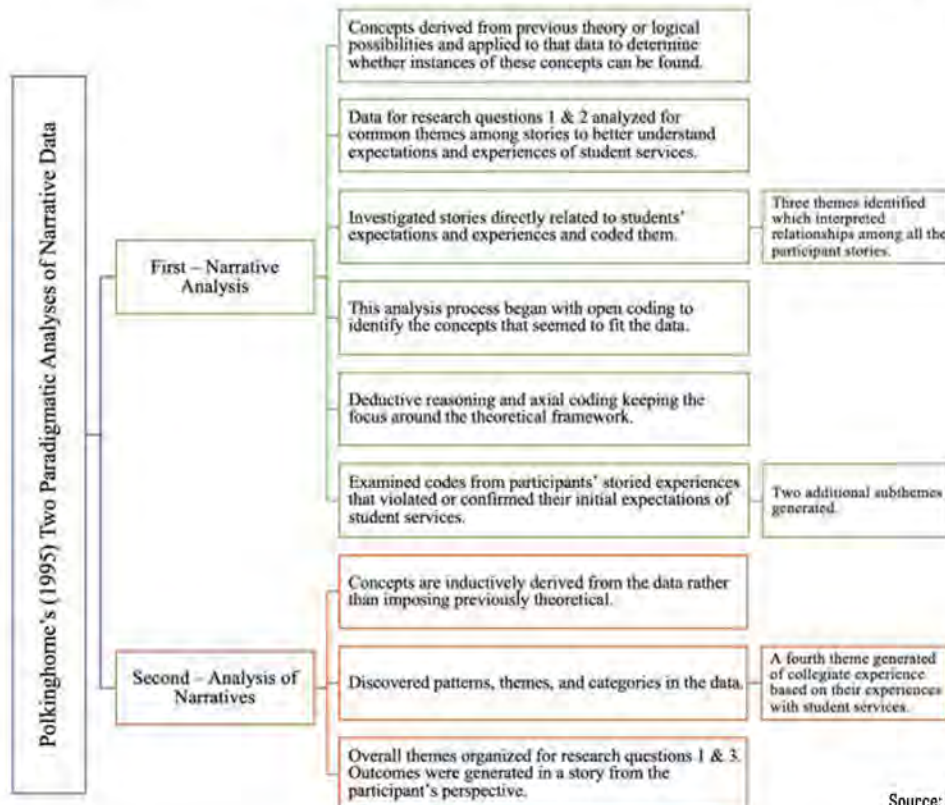 Polkinghorne's (1995) Two Paradigmatic Analyses of Narrative Data
First – Narrative
Analysis
Concepts derived from previous theory or logical
possibilities and applied to that data to determine
whether instances of these concepts can be found.
Data for research questions 1 & 2 analyzed for
common themes among stories to better understand
expectations and experiences of student services.
Investigated stories directly related to students'
expectations and experiences and coded them.
Three themes identified
which interpreted
relationships among all the
participant stories.
This analysis process began with open coding to
identify the concepts that seemed to fit the data.
Deductive reasoning and axial coding keeping the
focus around the theoretical framework.
Examined codes from participants' storied experiences
that violated or confirmed their initial expectations of
student services.
Two additional subthemes
generated.
Second – Analysis of
Narratives
Concepts are inductively derived from the data rather
than imposing previously theoretical.
Discovered patterns, themes, and categories in the data.
A fourth theme generated
of collegiate experience
based on their experiences
with student services.
Overall themes organized for research questions 1 & 3.
Outcomes were generated in a story from the
participant's perspective.
Source: